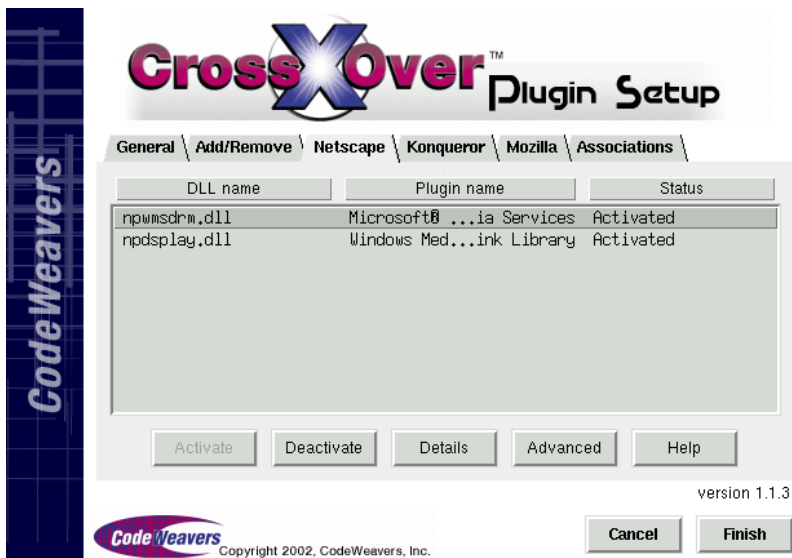 CrossOver™
Plugin Setup
General Add/Remove Netscape Konqueror Mozilla Associations
DLL name Plugin name Status
npwmsdrm.dll Microsoft® ...ia Services Activated
npdsplay.dll Windows Med...ink Library Activated
Activate Deactivate Details Advanced Help
version 1.1.3
CodeWeavers
CodeWeavers Copyright 2002, CodeWeavers, Inc.
Cancel Finish